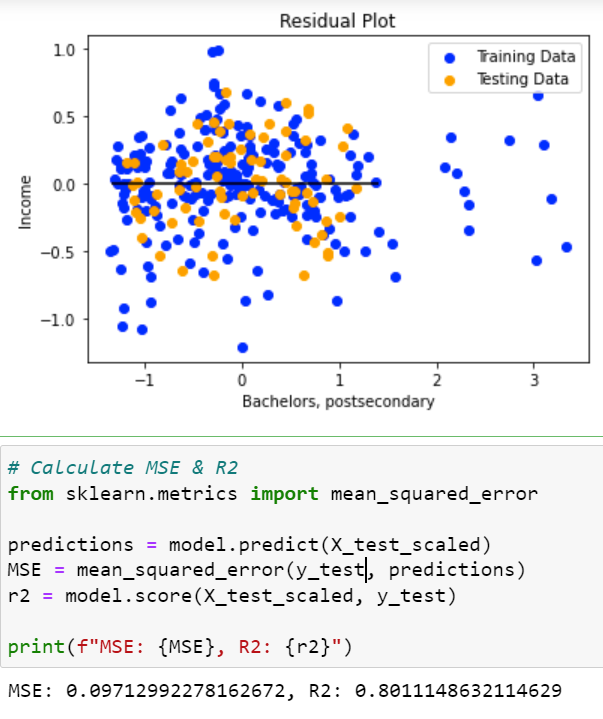 Residual Plot
Training Data
Testing Data
1.0
0.5
0.0
−0.5
−1.0
Income
−1 0 1 2 3
Bachelors, postsecondary
# Calculate MSE & R2
from sklearn.metrics import mean_squared_error
predictions = model.predict(X_test_scaled)
MSE = mean_squared_error(y_test, predictions)
r2 = model.score(X_test_scaled, y_test)
print(f"MSE: {MSE}, R2: {r2}")
MSE: 0.09712992278162672, R2: 0.8011148632114629